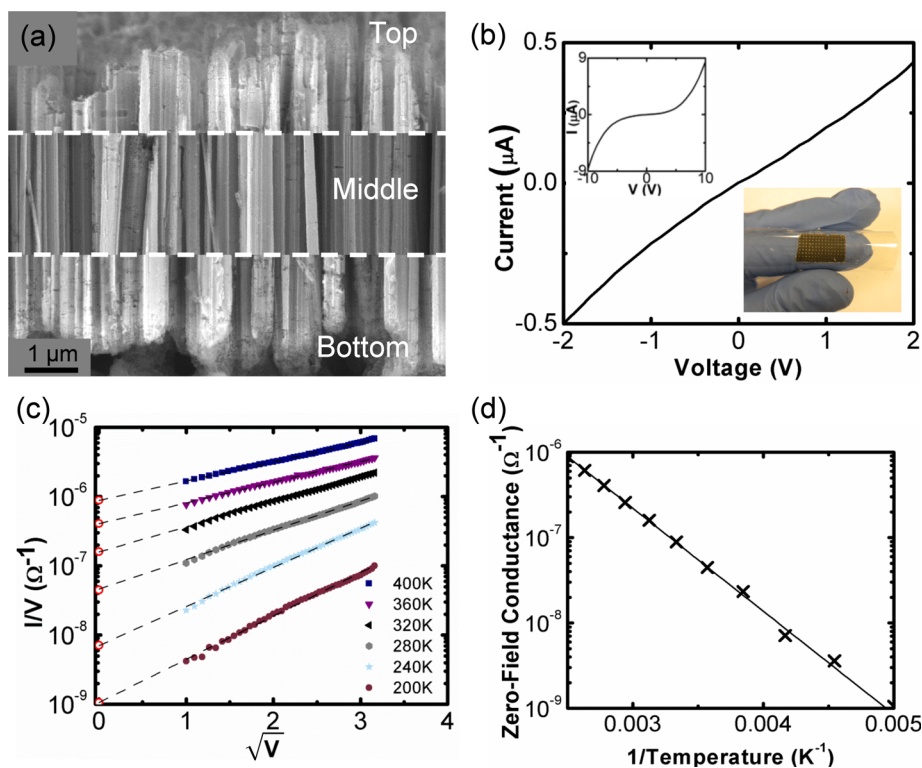 (a)
Top
Middle
Bottom
1 μm
(b)
0.5
0.0
-0.5
Current (μA)
-2 -1 0 1 2
Voltage (V)
9
0
-9
I (μA)
-10 0 10
V (V)
(c)
10⁻⁵
10⁻⁶
10⁻⁷
10⁻⁸
10⁻⁹
I/V (Ω⁻¹)
400K
360K
320K
280K
240K
200K
0 1 2 3 4
√V
(d)
10⁻⁶
10⁻⁷
10⁻⁸
10⁻⁹
Zero-Field Conductance (Ω⁻¹)
0.003 0.004 0.005
1/Temperature (K⁻¹)